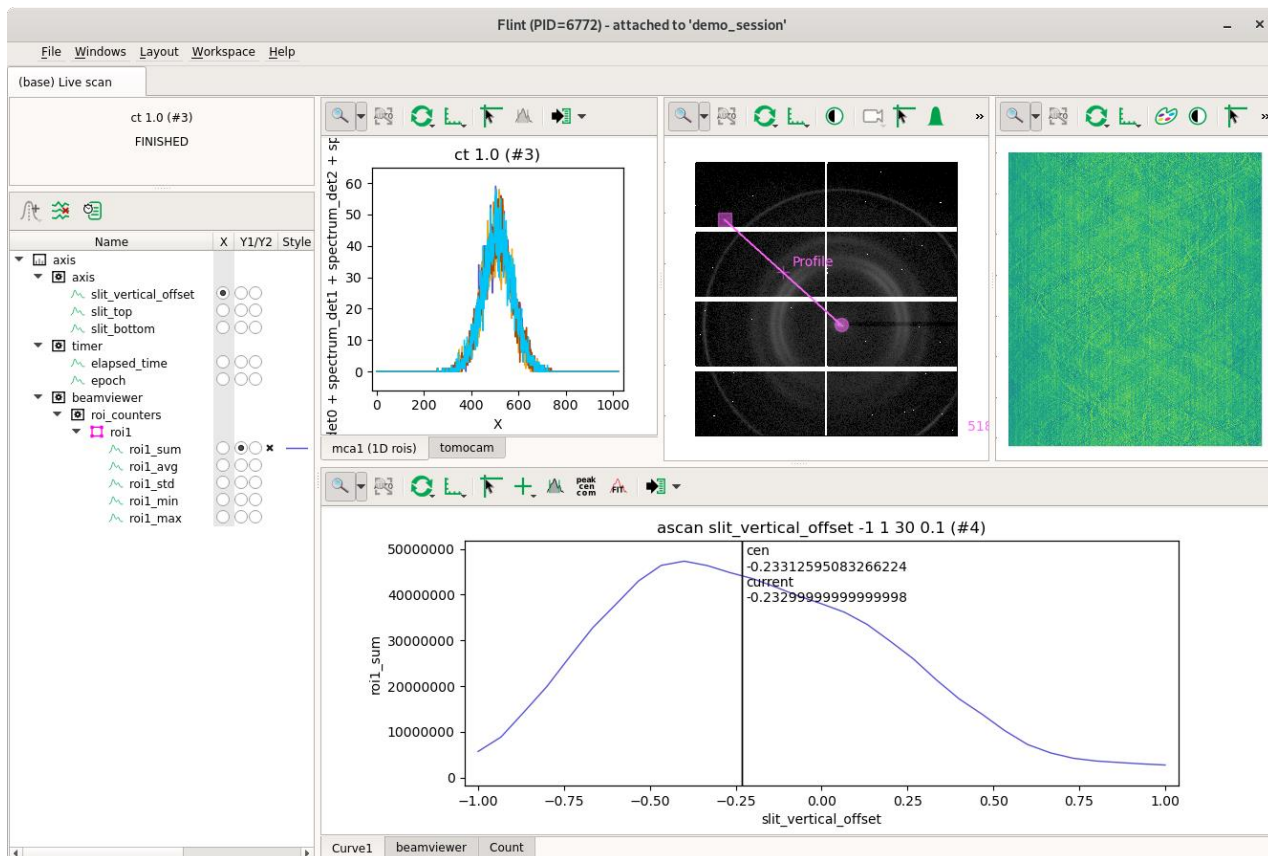 Flint (PID=6772) - attached to 'demo_session'
File Windows Layout Workspace Help
(base) Live scan
ct 1.0 (#3)
FINISHED
Name X Y1/Y2 Style
axis
axis
slit_vertical_offset
slit_top
slit_bottom
timer
elapsed_time
epoch
beamviewer
roi_counters
roi1
roi1_sum
roi1_avg
roi1_std
roi1_min
roi1_max
ct 1.0 (#3)
det0 + spectrum_det1 + spectrum_det2 + sp
60
50
40
30
20
10
0
0 200 400 600 800 1000
X
mca1 (1D rois) tomocam
»
Profile
518
»
peak
cen
com
FIT
ascan slit_vertical_offset -1 1 30 0.1 (#4)
roi1_sum
50000000
40000000
30000000
20000000
10000000
0
cen
-0.23312595083266224
current
-0.23299999999999998
−1.00 −0.75 −0.50 −0.25 0.00 0.25 0.50 0.75 1.00
slit_vertical_offset
Curve1 beamviewer Count